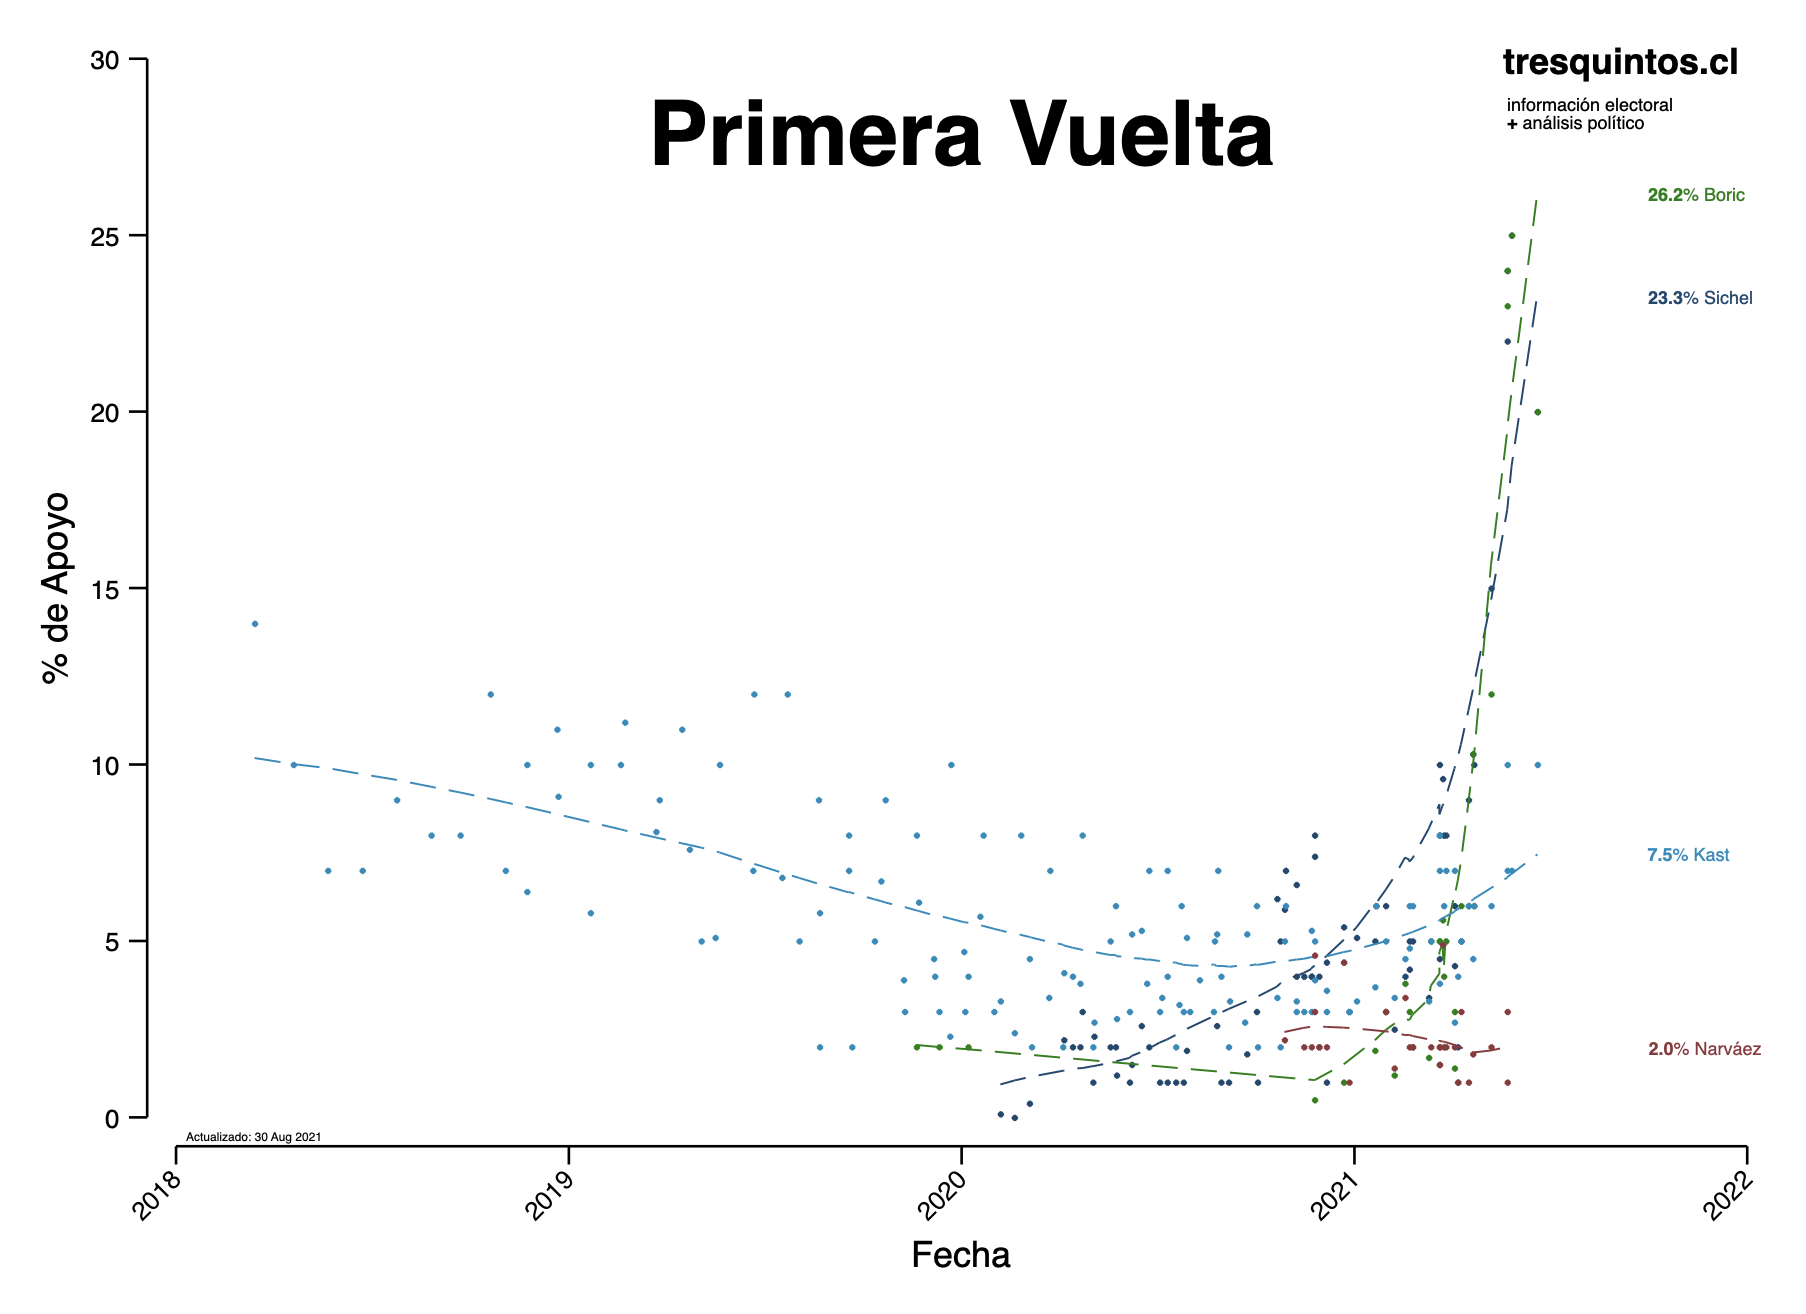 tresquintos.cl
información electoral
+ análisis político
Primera Vuelta
% de Apoyo
30
25
20
15
10
5
0
26.2% Boric
23.3% Sichel
7.5% Kast
2.0% Narváez
Actualizado: 30 Aug 2021
2018
2019
2020
2021
2022
Fecha